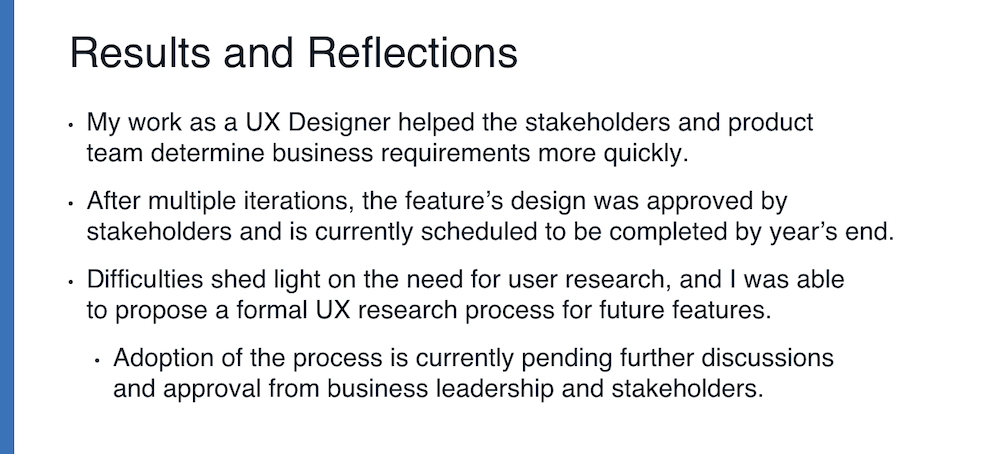 Results and Reflections
• My work as a UX Designer helped the stakeholders and product
team determine business requirements more quickly.
• After multiple iterations, the feature’s design was approved by
stakeholders and is currently scheduled to be completed by year’s end.
• Difficulties shed light on the need for user research, and I was able
to propose a formal UX research process for future features.
• Adoption of the process is currently pending further discussions
and approval from business leadership and stakeholders.